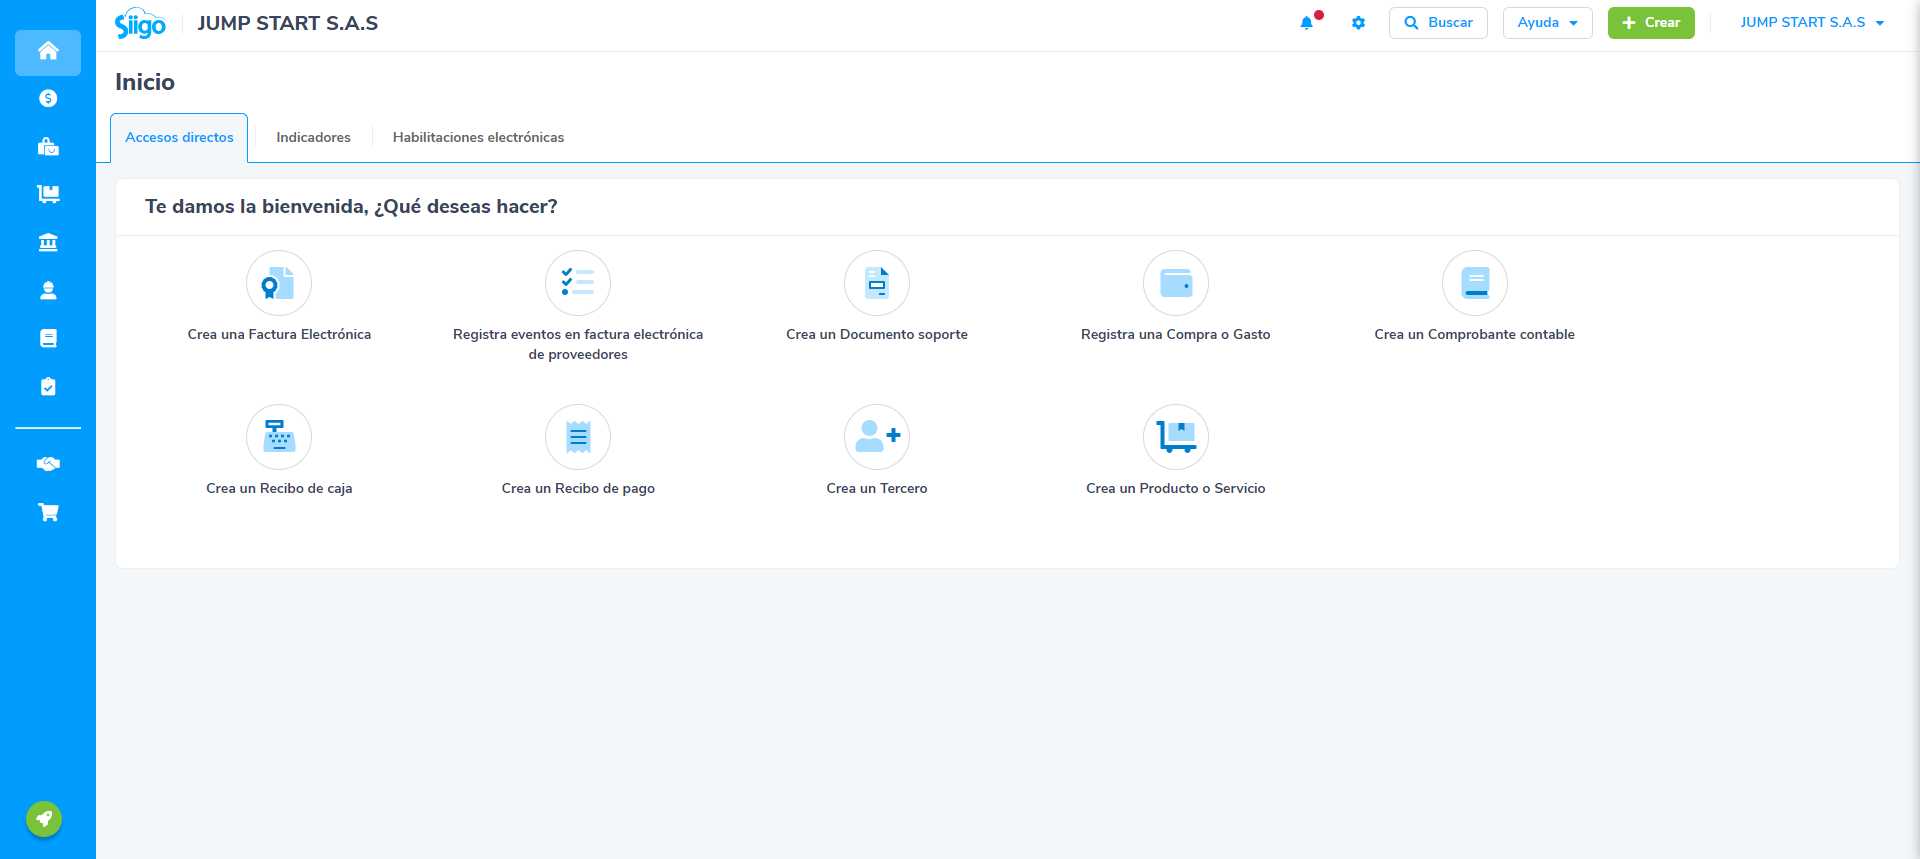 Siigo
JUMP START S.A.S
Buscar
Ayuda
Crear
JUMP START S.A.S
Inicio
Accesos directos
Indicadores
Habilitaciones electrónicas
Te damos la bienvenida, ¿Qué deseas hacer?
Crea una Factura Electrónica
Registra eventos en factura electrónica
de proveedores
Crea un Documento soporte
Registra una Compra o Gasto
Crea un Comprobante contable
Crea un Recibo de caja
Crea un Recibo de pago
Crea un Tercero
Crea un Producto o Servicio